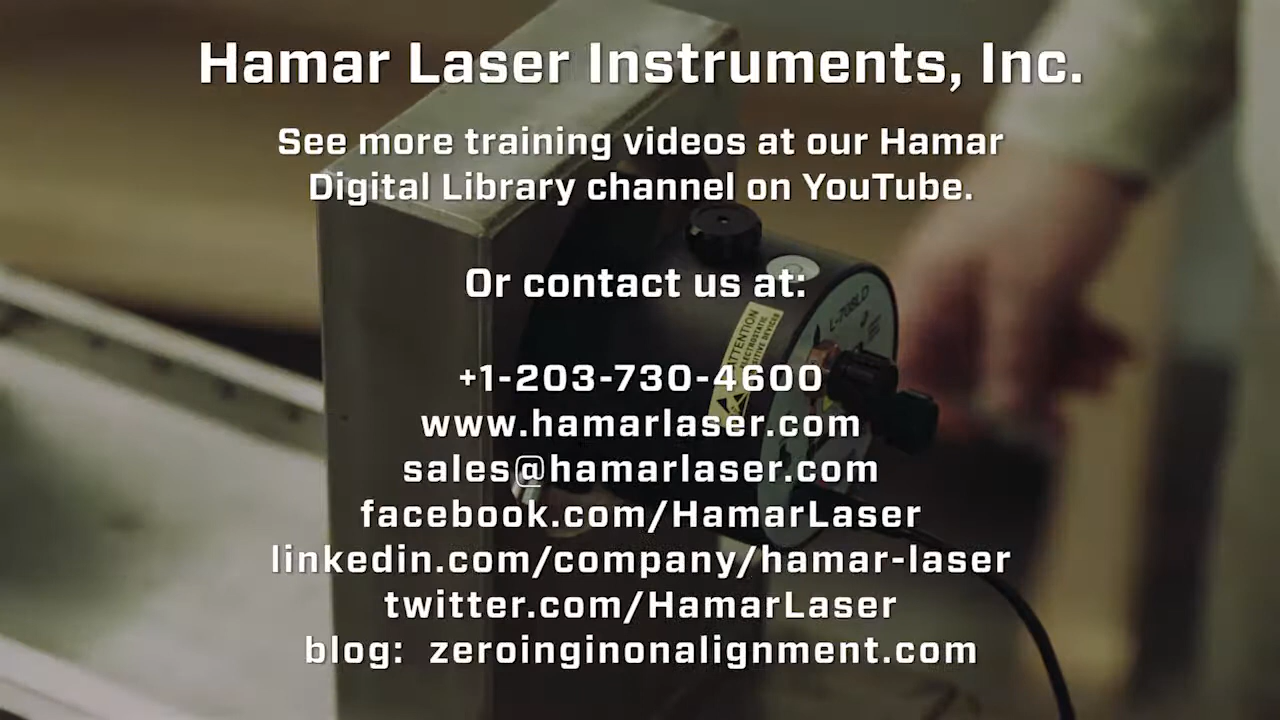 Hamar Laser Instruments, Inc.
See more training videos at our Hamar
Digital Library channel on YouTube.
Or contact us at:
L-708LD
ATTENTION
+1-203-730-4600
www.hamarlaser.com
sales@hamarlaser.com
facebook.com/HamarLaser
linkedin.com/company/hamar-laser
twitter.com/HamarLaser
blog: zeroinginonalignment.com